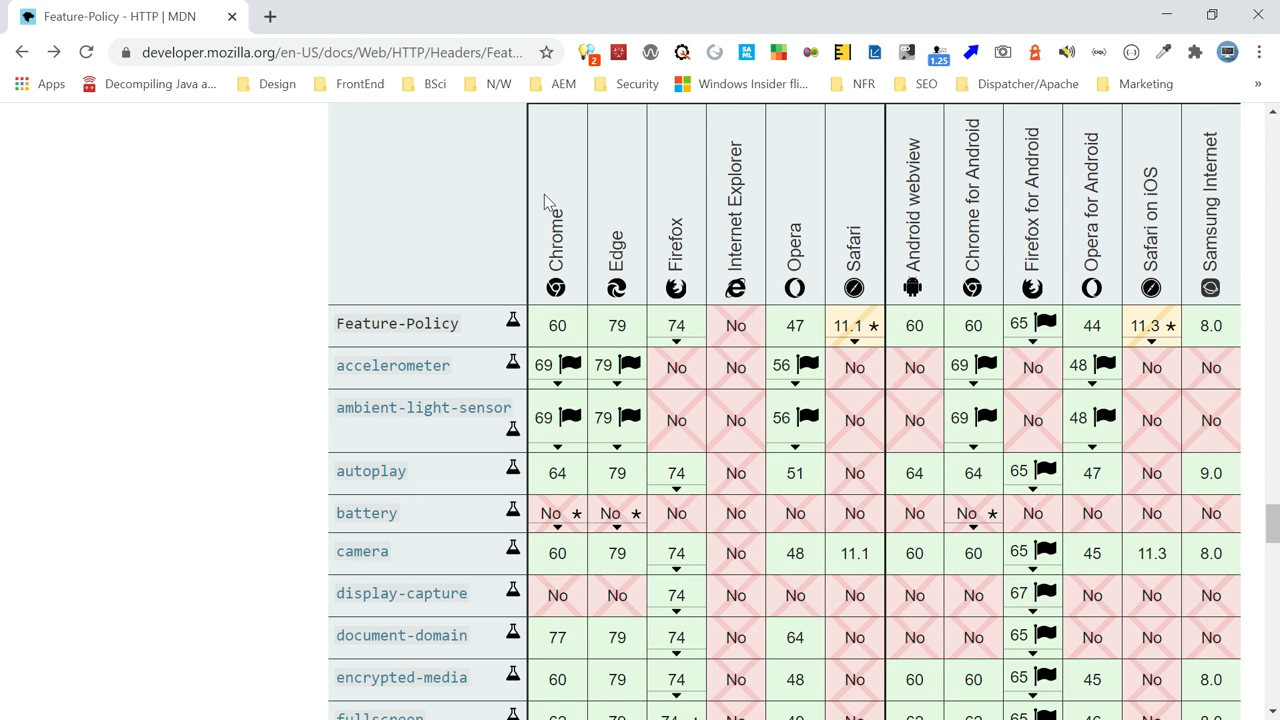 Feature-Policy - HTTP | MDN
developer.mozilla.org/en-US/docs/Web/HTTP/Headers/Feat...
2
1.25
Apps
Decompiling Java a...
Design
FrontEnd
BSci
N/W
AEM
Security
Windows Insider fli...
NFR
SEO
Dispatcher/Apache
Marketing
»
Chrome
Edge
Firefox
Internet Explorer
Opera
Safari
Android webview
Chrome for Android
Firefox for Android
Opera for Android
Safari on iOS
Samsung Internet
Feature-Policy 60 79 74 No 47 11.1 * 60 60 65 44 11.3 * 8.0
accelerometer 69 79 No No 56 No No 69 No 48 No No
ambient-light-sensor 69 79 No No 56 No No 69 No 48 No No
autoplay 64 79 74 No 51 No 64 64 65 47 No 9.0
battery No * No * No No No No No No * No No No No
camera 60 79 74 No 48 11.1 60 60 65 45 11.3 8.0
display-capture No No 74 No No No No No 67 No No No
document-domain 77 79 74 No 64 No No No 65 No No No
encrypted-media 60 79 74 No 48 No 60 60 65 45 No 8.0